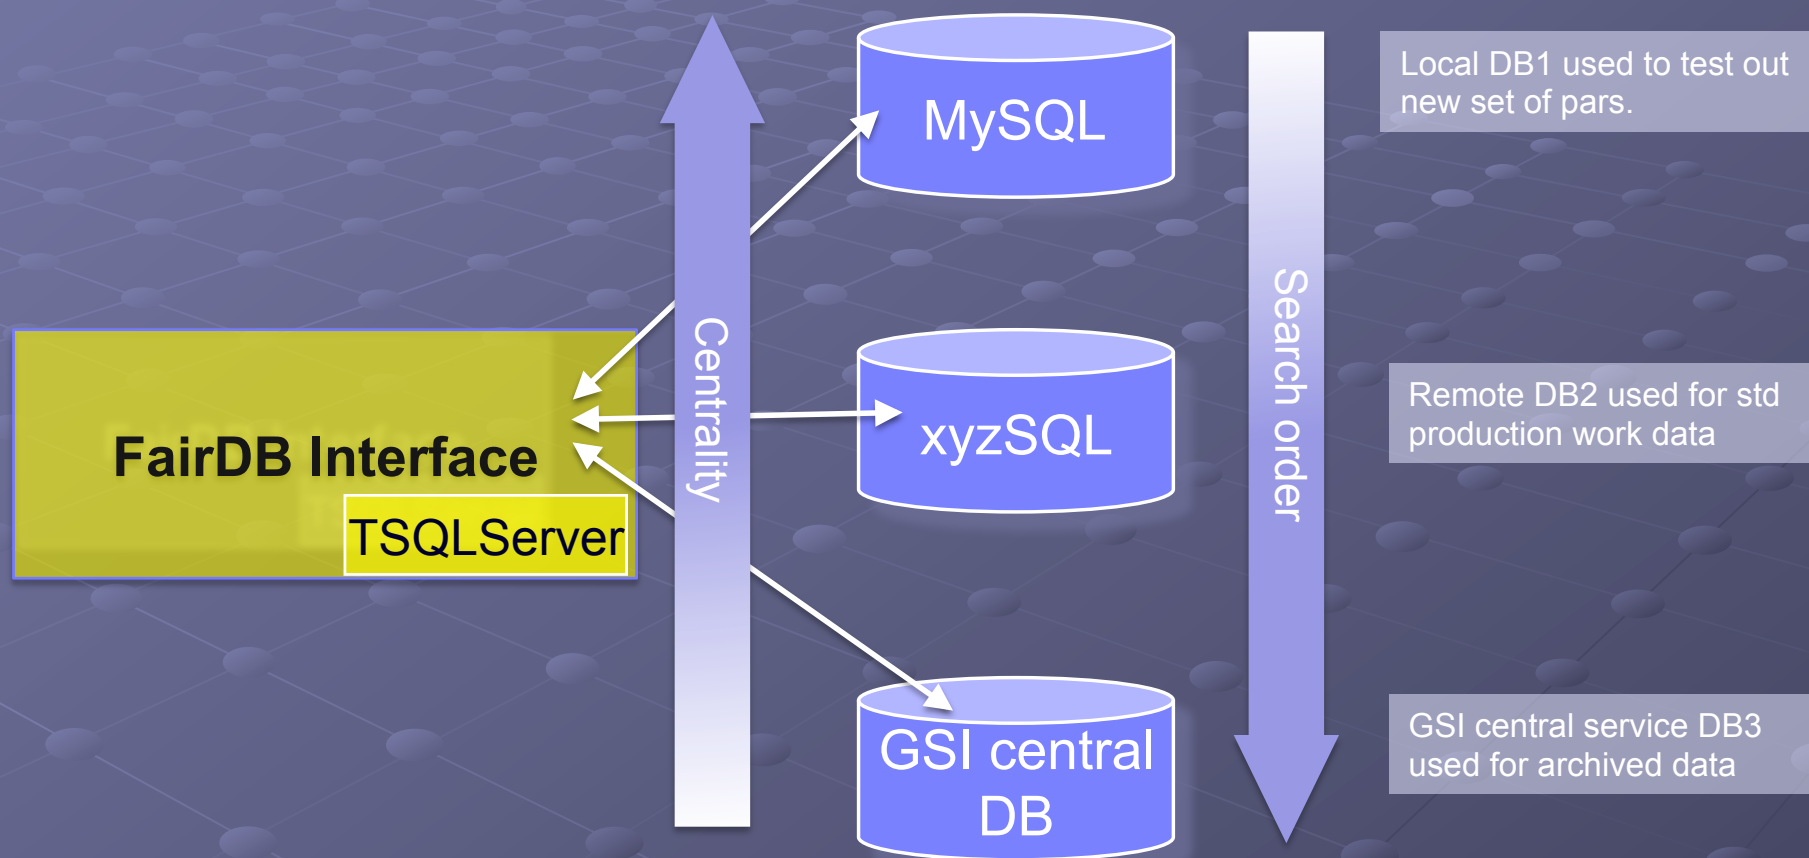 MySQL
Local DB1 used to test out
new set of pars.
Centrality
Search order
FairDB Interface
TSQLServer
xyzSQL
Remote DB2 used for std
production work data
GSI central
DB
GSI central service DB3
used for archived data